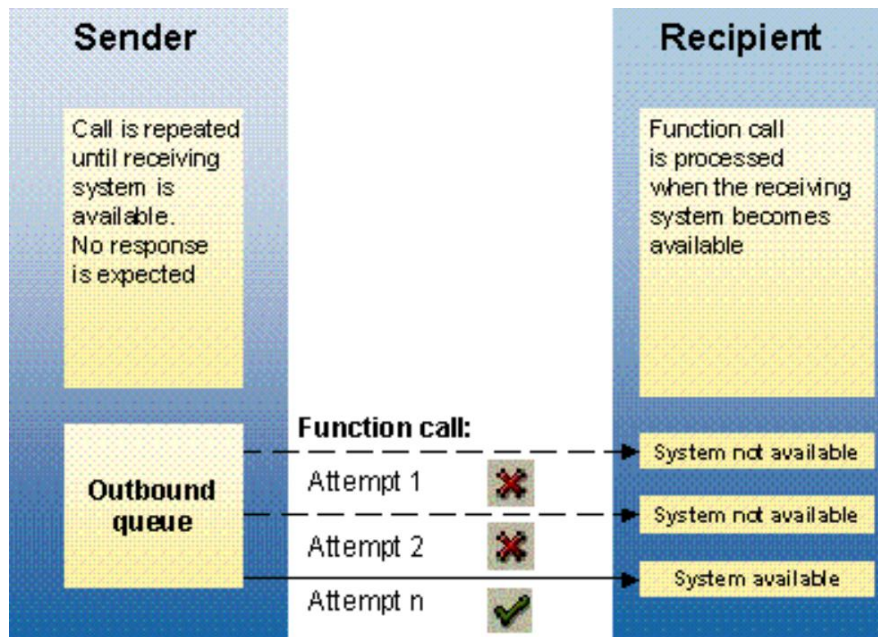 Sender
Recipient
Call is repeated
until receiving
system is
available.
No response
is expected
Function call
is processed
when the receiving
system becomes
available
Function call:
Outbound
queue
Attempt 1
Attempt 2
Attempt n
System not available
System not available
System available